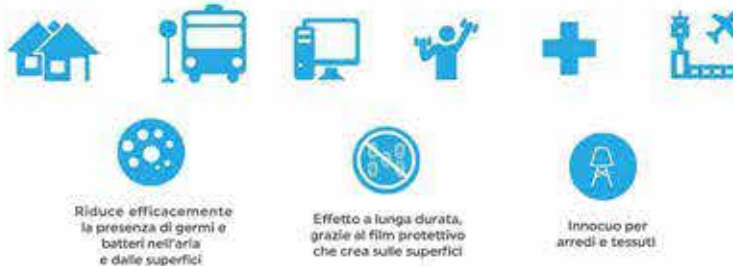 Riduce efficacemente
la presenza di germi e
batteri nell'aria
e dalle superfici
Effetto a lunga durata,
grazie al film protettivo
che crea sulle superfici
Innocuo per
arredi e tessuti